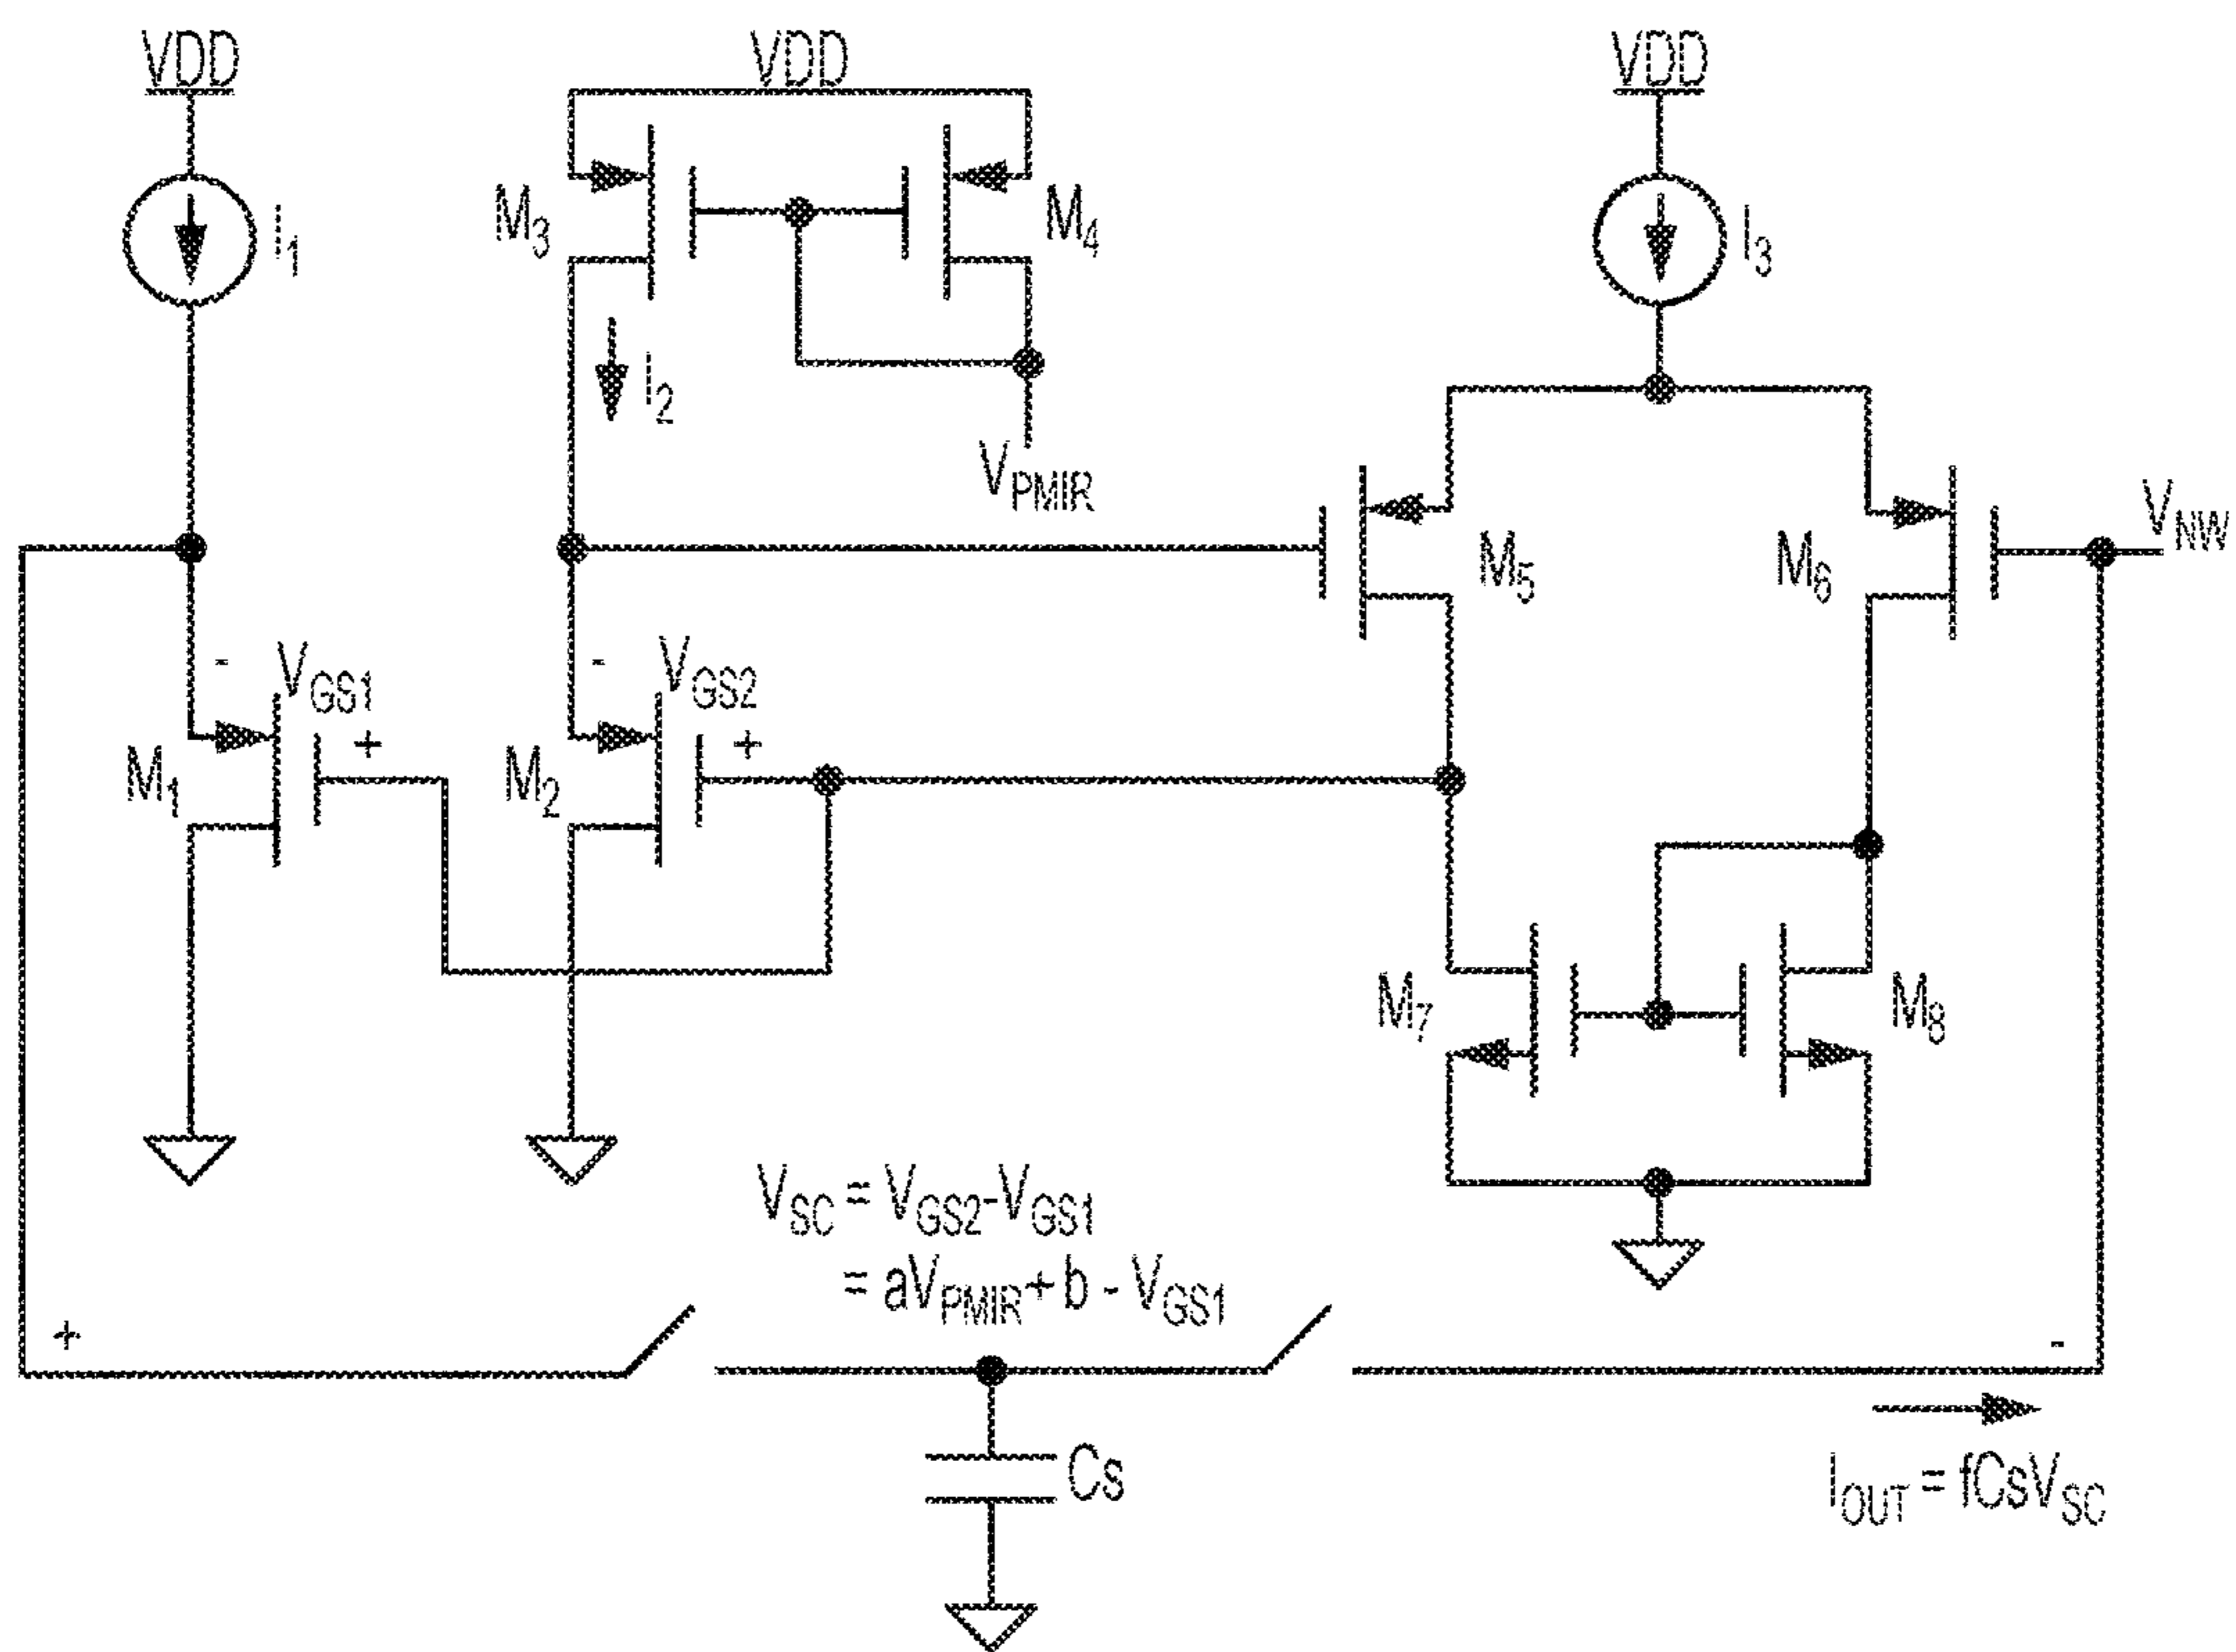 VDD
VDD
VDD
I1
M3
M4
I3
I2
VPMIR
M5
M6
VNW
- VGS1 +
M1
- VGS2 +
M2
M7
M8
VSC = VGS2-VGS1
= aVPMIR + b - VGS1
+
-
Cs
IOUT = fCsVSC